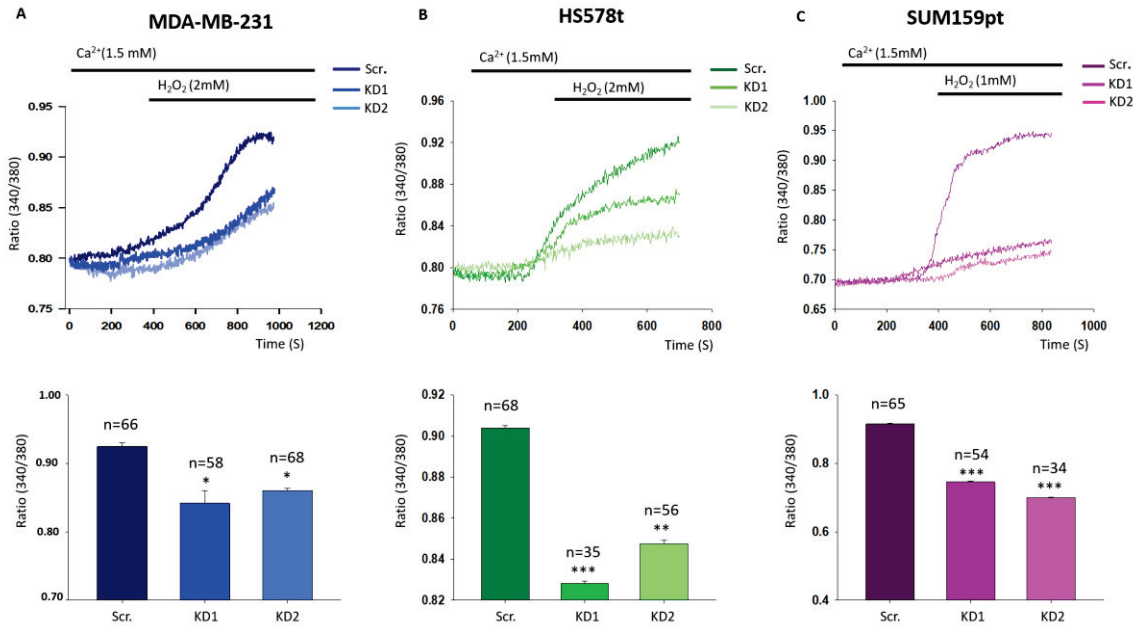 A
MDA-MB-231
Ca²⁺(1.5 mM)
H₂O₂ (2mM)
Scr.
KD1
KD2
Ratio (340/380)
0.95
0.90
0.85
0.80
0.75
0 200 400 600 800 1000 1200
Time (S)
B
HS578t
Ca²⁺ (1.5mM)
H₂O₂ (2mM)
Scr.
KD1
KD2
Ratio (340/380)
0.96
0.92
0.88
0.84
0.80
0.76
0 200 400 600 800
Time (S)
C
SUM159pt
Ca²⁺ (1.5mM)
H₂O₂ (1mM)
Scr.
KD1
KD2
Ratio (340/380)
1.00
0.95
0.90
0.85
0.80
0.75
0.70
0.65
0 200 400 600 800 1000
Time (S)
Ratio (340/380)
1.00
0.90
0.80
0.70
n=66
n=58
*
n=68
*
Scr. KD1 KD2
Ratio (340/380)
0.92
0.90
0.88
0.86
0.84
0.82
n=68
n=35
***
n=56
**
Scr. KD1 KD2
Ratio (340/380)
1.0
0.8
0.6
0.4
n=65
n=54
***
n=34
***
Scr. KD1 KD2